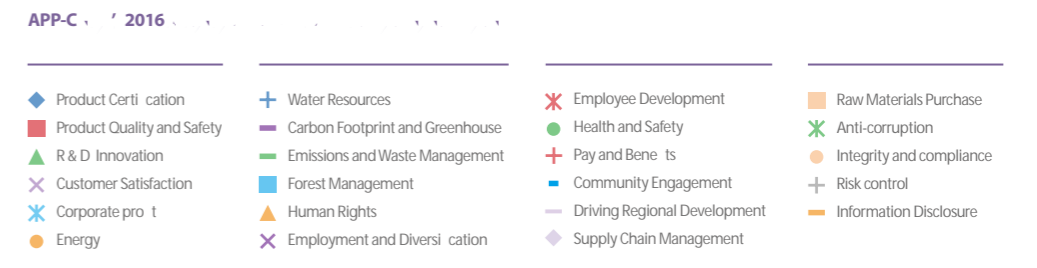 APP-C 2016
Product Certi cation
Product Quality and Safety
R & D Innovation
Customer Satisfaction
Corporate pro t
Energy
Water Resources
Carbon Footprint and Greenhouse
Emissions and Waste Management
Forest Management
Human Rights
Employment and Diversi cation
Employee Development
Health and Safety
Pay and Bene ts
Community Engagement
Driving Regional Development
Supply Chain Management
Raw Materials Purchase
Anti-corruption
Integrity and compliance
Risk control
Information Disclosure